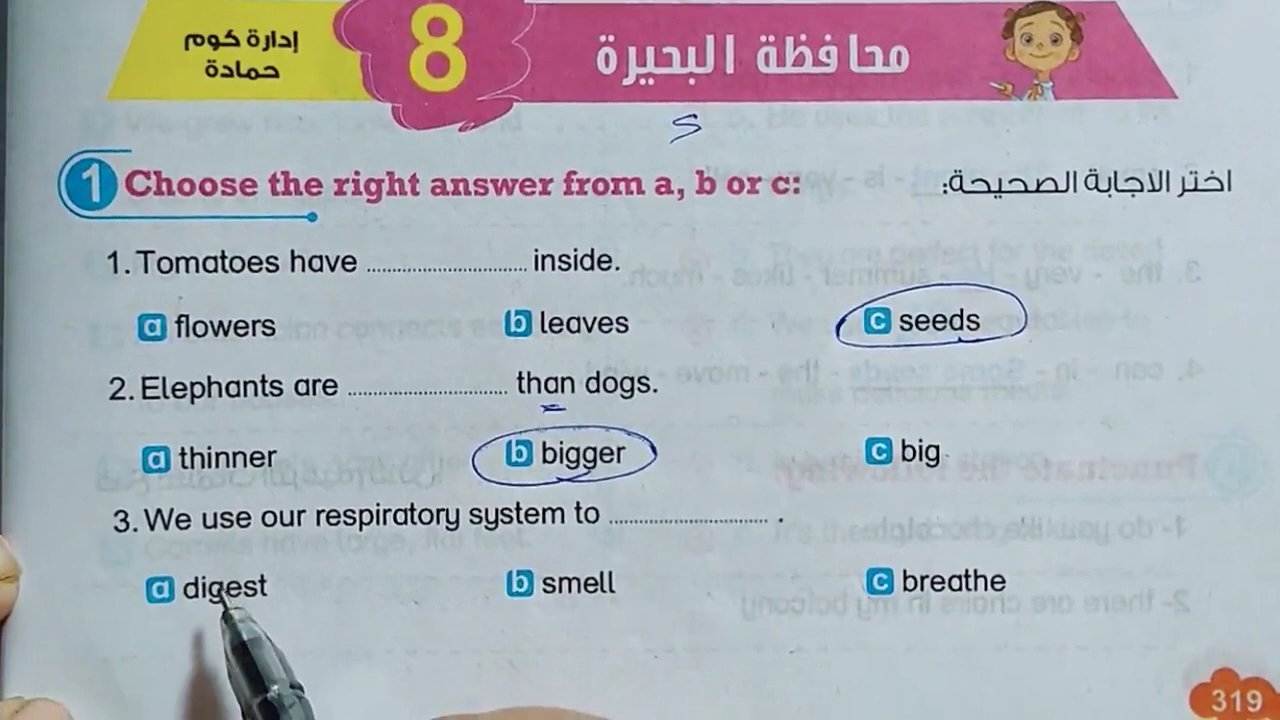 إدارة كوم
حمادة
8
محافظة البحيرة
S
1 Choose the right answer from a, b or c:
اختر الاجابة الصحيحة:
1. Tomatoes have ........................ inside.
a flowers b leaves c seeds
2. Elephants are ........................ than dogs.
a thinner b bigger c big
3. We use our respiratory system to ........................ .
a digest b smell c breathe
319